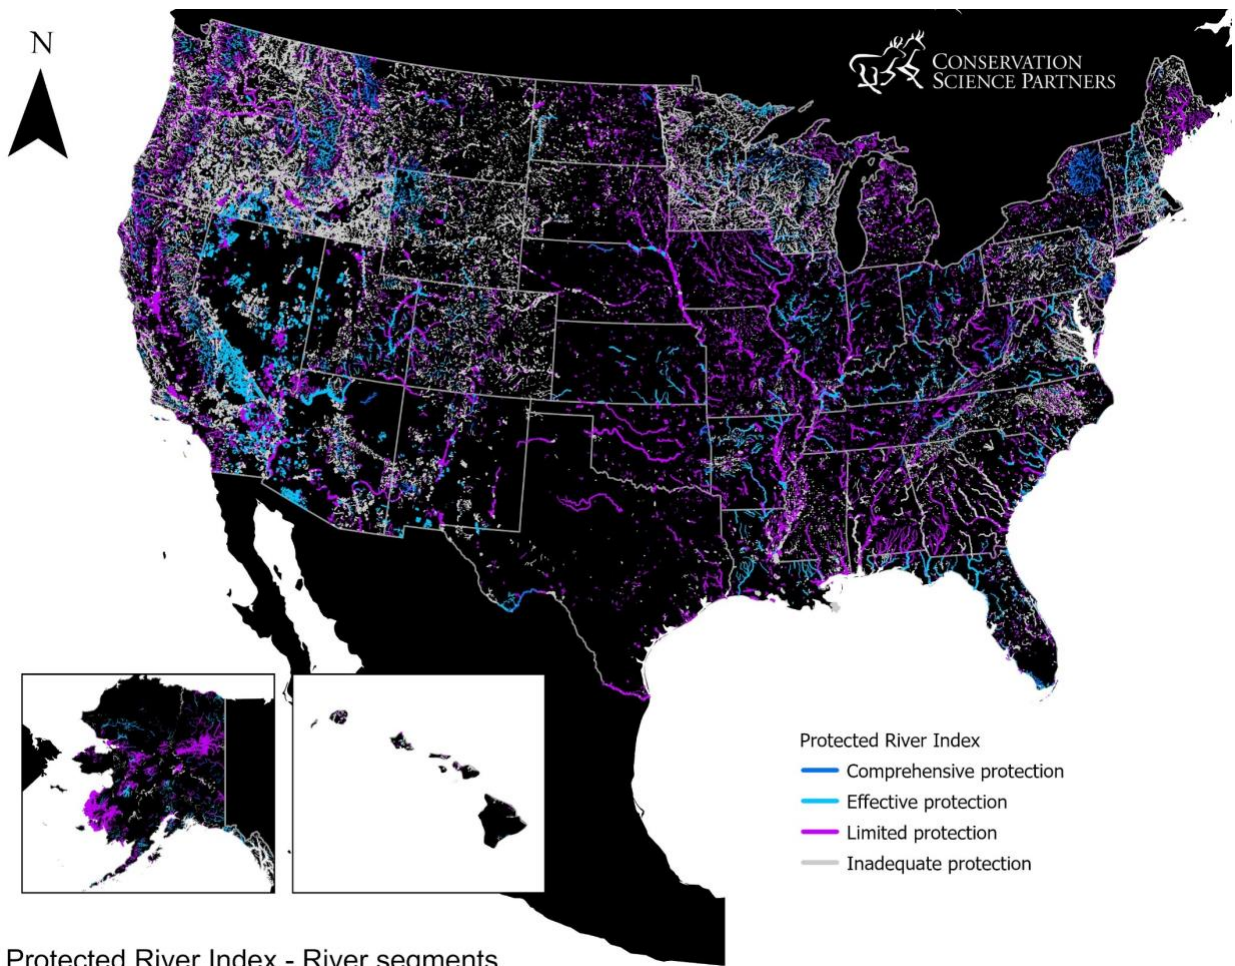 N
CONSERVATION
SCIENCE PARTNERS
Protected River Index
Comprehensive protection
Effective protection
Limited protection
Inadequate protection
Protected River Index - River segments